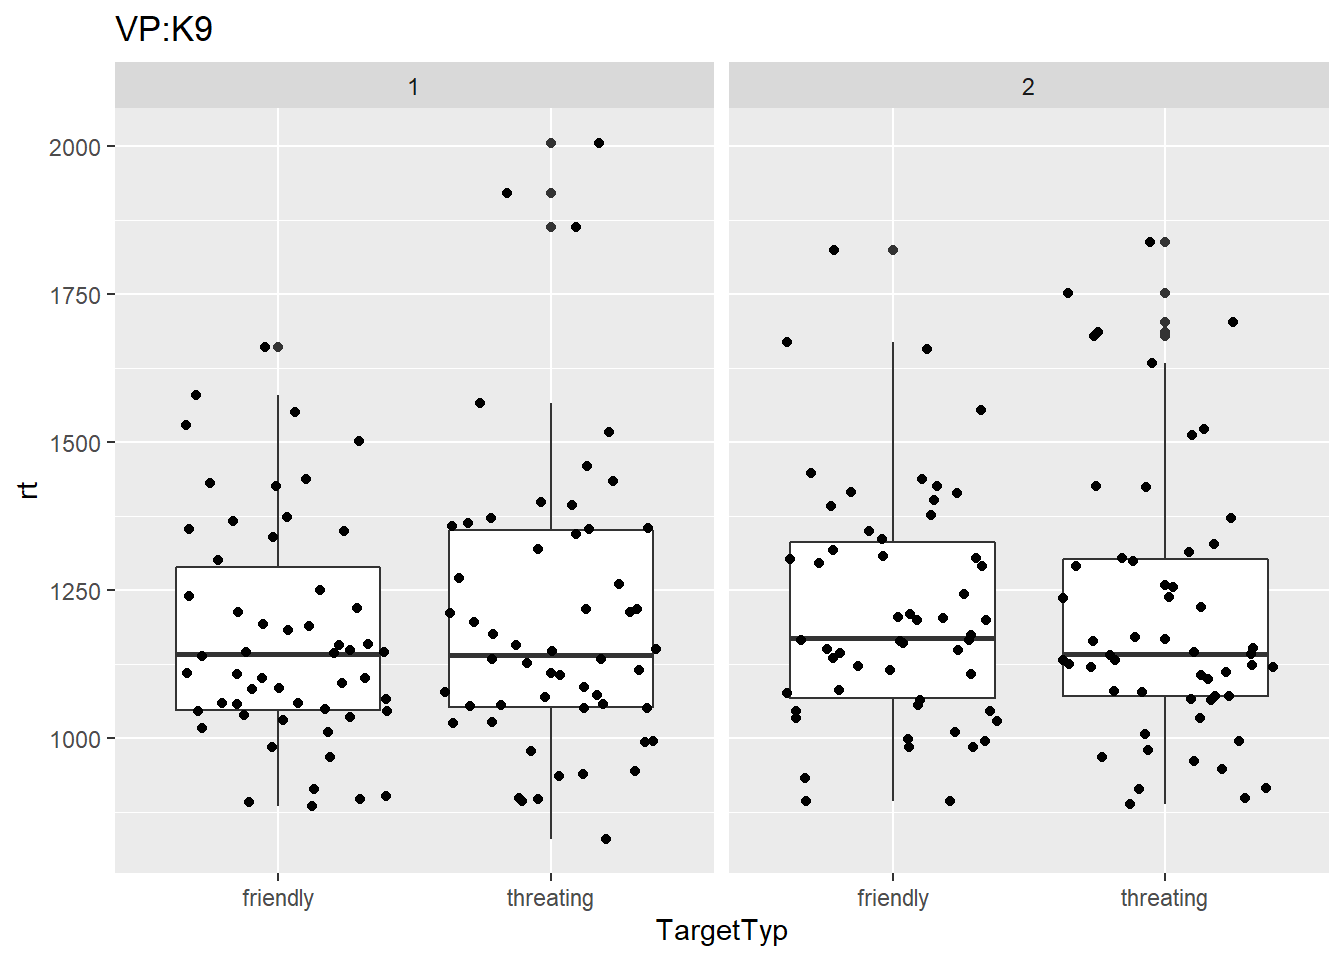 VP:K9
1
2
2000
1750
1500
1250
1000
rt
friendly
threating
friendly
threating
TargetTyp